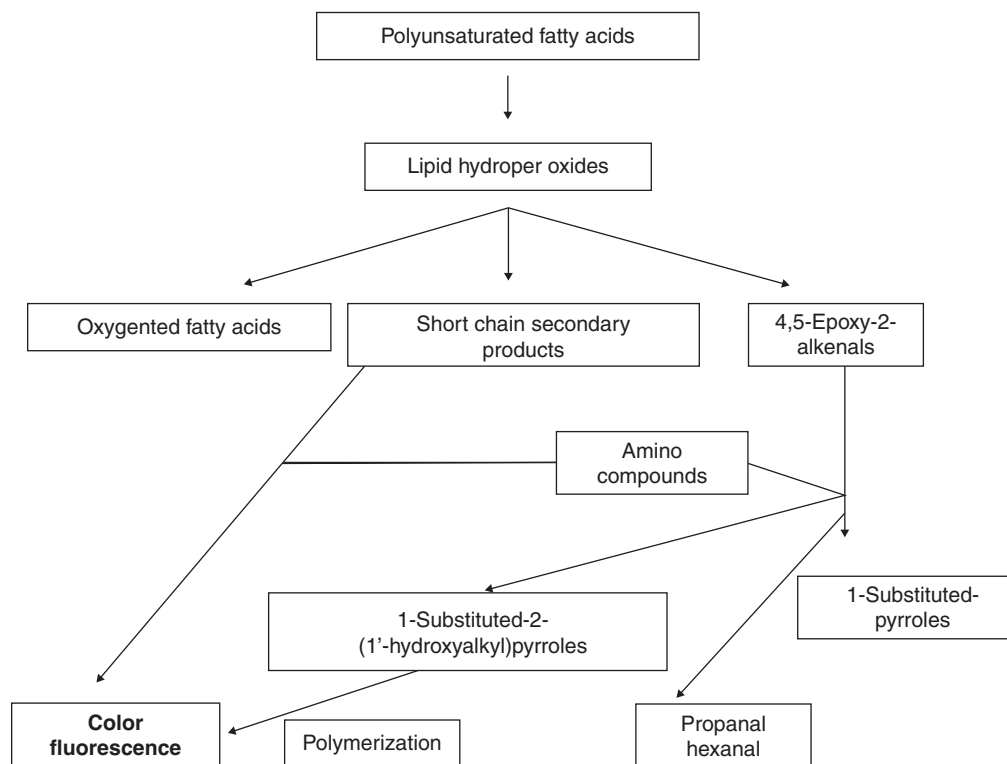 Polyunsaturated fatty acids
Lipid hydroper oxides
Oxygented fatty acids
Short chain secondary
products
4,5-Epoxy-2-
alkenals
Amino
compounds
1-Substituted-2-
(1'-hydroxyalkyl)pyrroles
1-Substituted-
pyrroles
Color
fluorescence
Polymerization
Propanal
hexanal